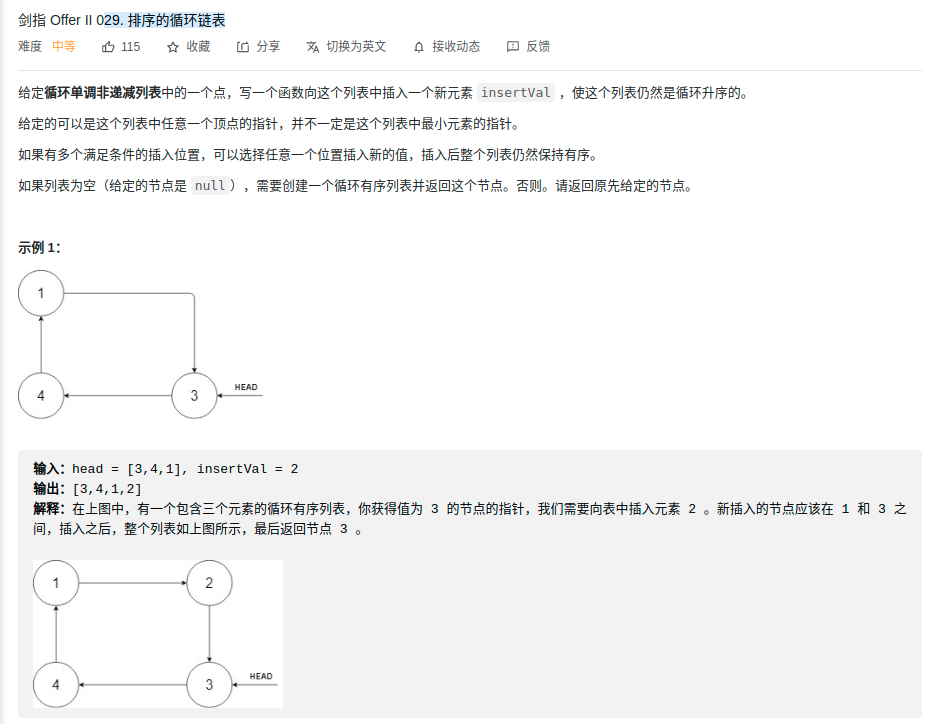 剑指 Offer II 029. 排序的循环链表
难度 中等 115 收藏 分享 切换为英文 接收动态 反馈
给定循环单调非递减列表中的一个点，写一个函数向这个列表中插入一个新元素 insertVal ，使这个列表仍然是循环升序的。
给定的可以是这个列表中任意一个顶点的指针，并不一定是这个列表中最小元素的指针。
如果有多个满足条件的插入位置，可以选择任意一个位置插入新的值，插入后整个列表仍然保持有序。
如果列表为空（给定的节点是 null），需要创建一个循环有序列表并返回这个节点。否则。请返回原先给定的节点。
示例 1：
1
4 3 HEAD
输入：head = [3,4,1], insertVal = 2
输出：[3,4,1,2]
解释：在上图中，有一个包含三个元素的循环有序列表，你获得值为 3 的节点的指针，我们需要向表中插入元素 2 。新插入的节点应该在 1 和 3 之
间，插入之后，整个列表如上图所示，最后返回节点 3 。
1 2
4 3 HEAD